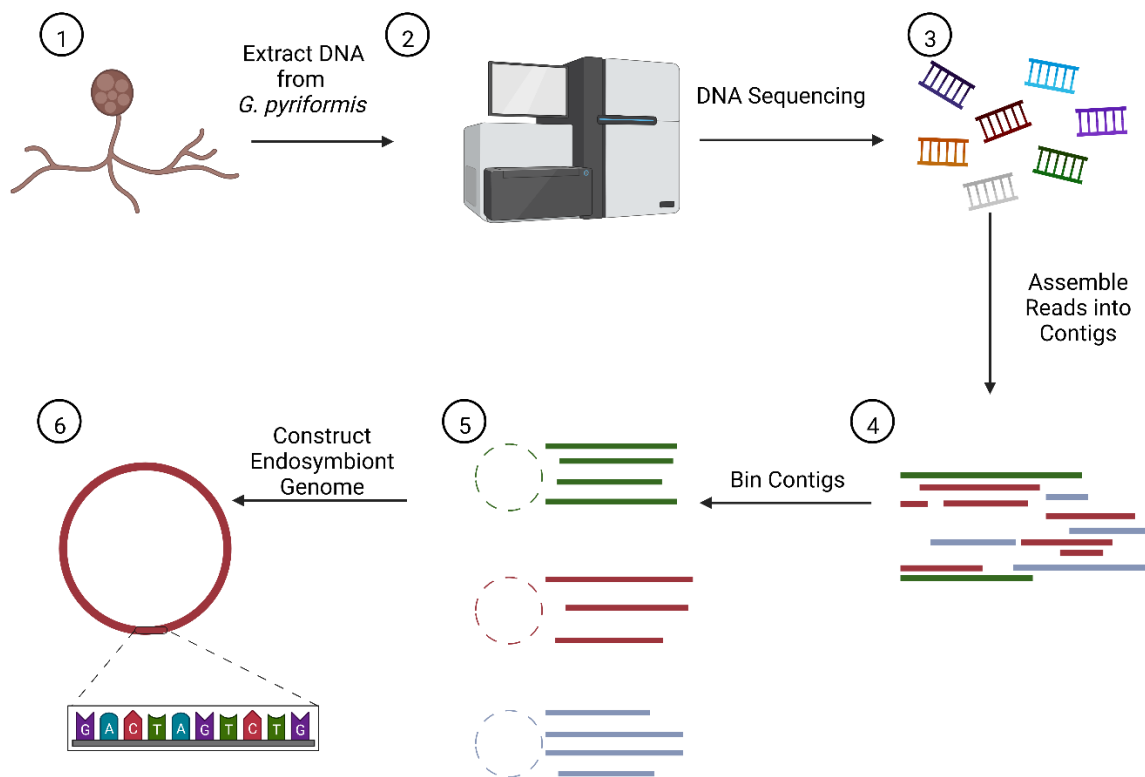 1
Extract DNA
from
G. pyriformis
2
DNA Sequencing
3
Assemble
Reads into
Contigs
4
Bin Contigs
5
Construct
Endosymbiont
Genome
6
G A C T A G T C T G